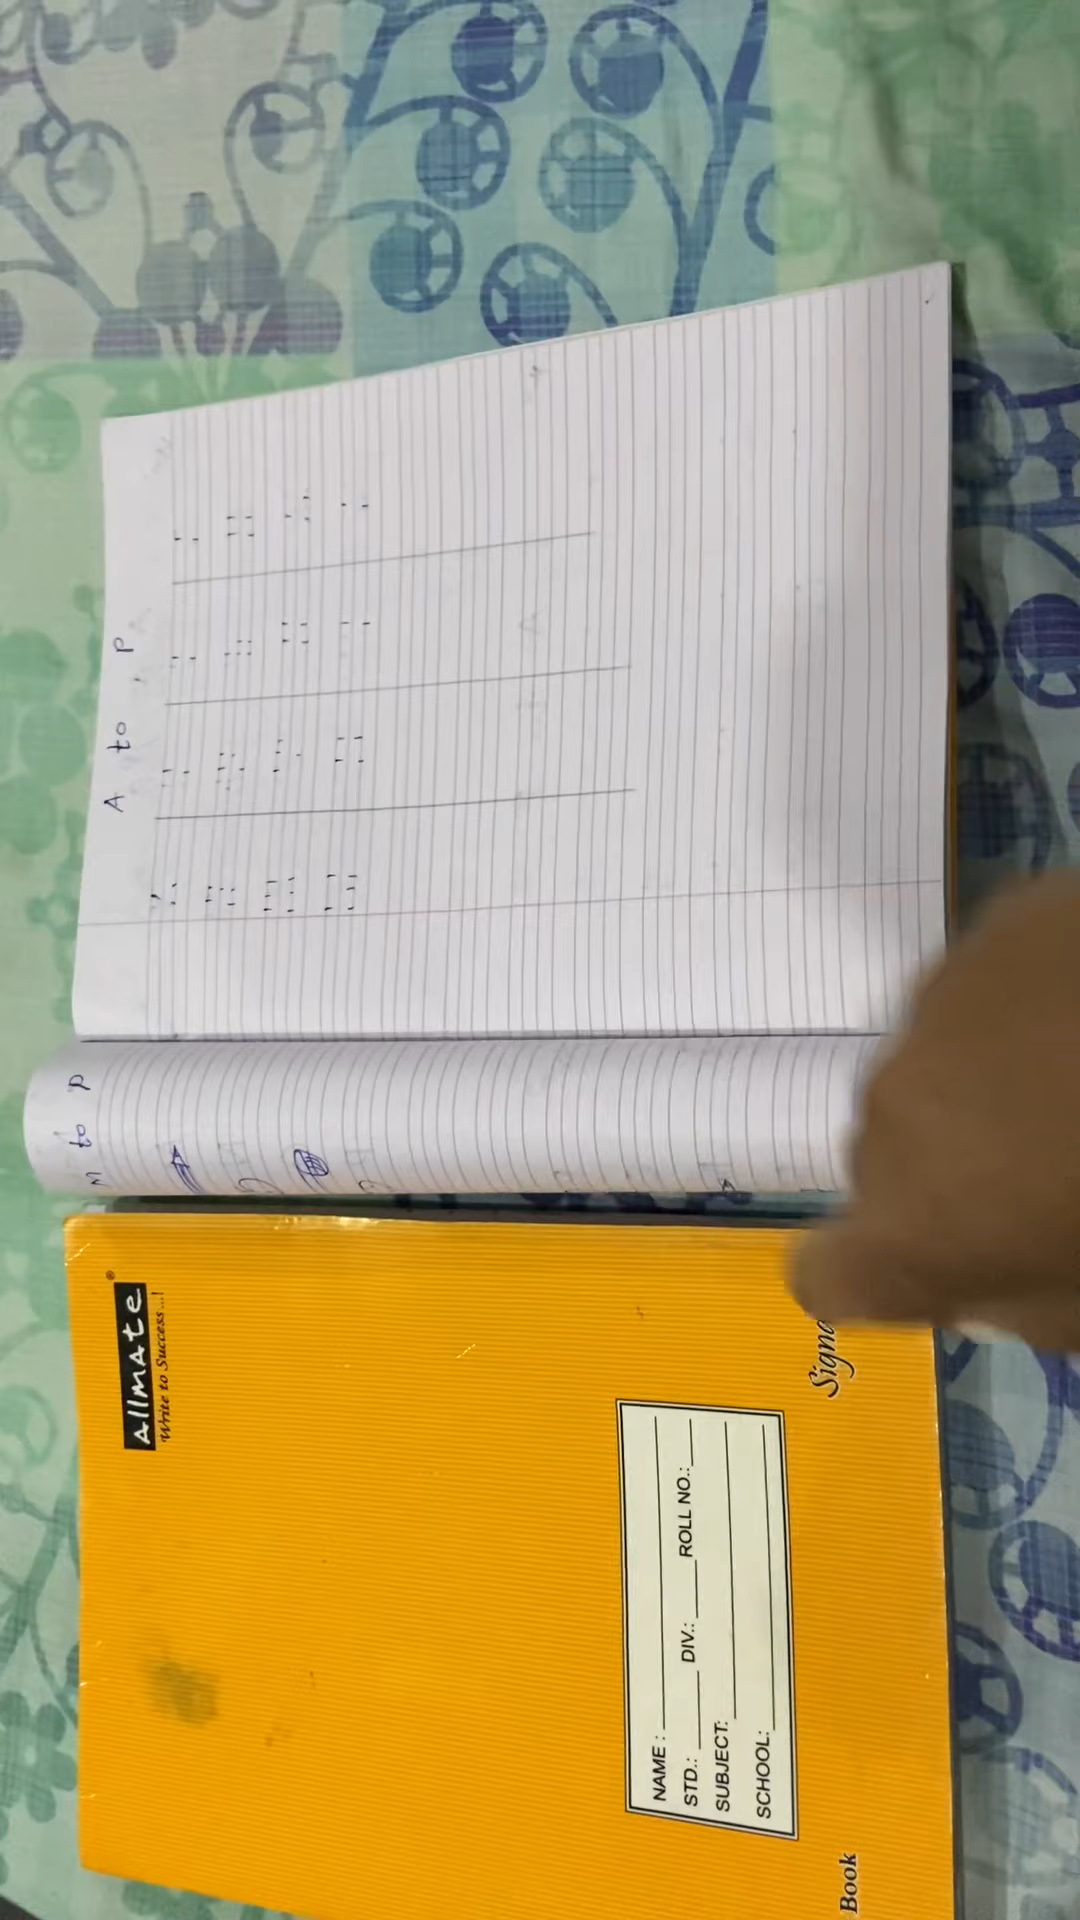 A to P
m to p
Allmate®
Write to Success...!
NAME :
STD.: DIV.: ROLL NO.:
SUBJECT:
SCHOOL:
Book